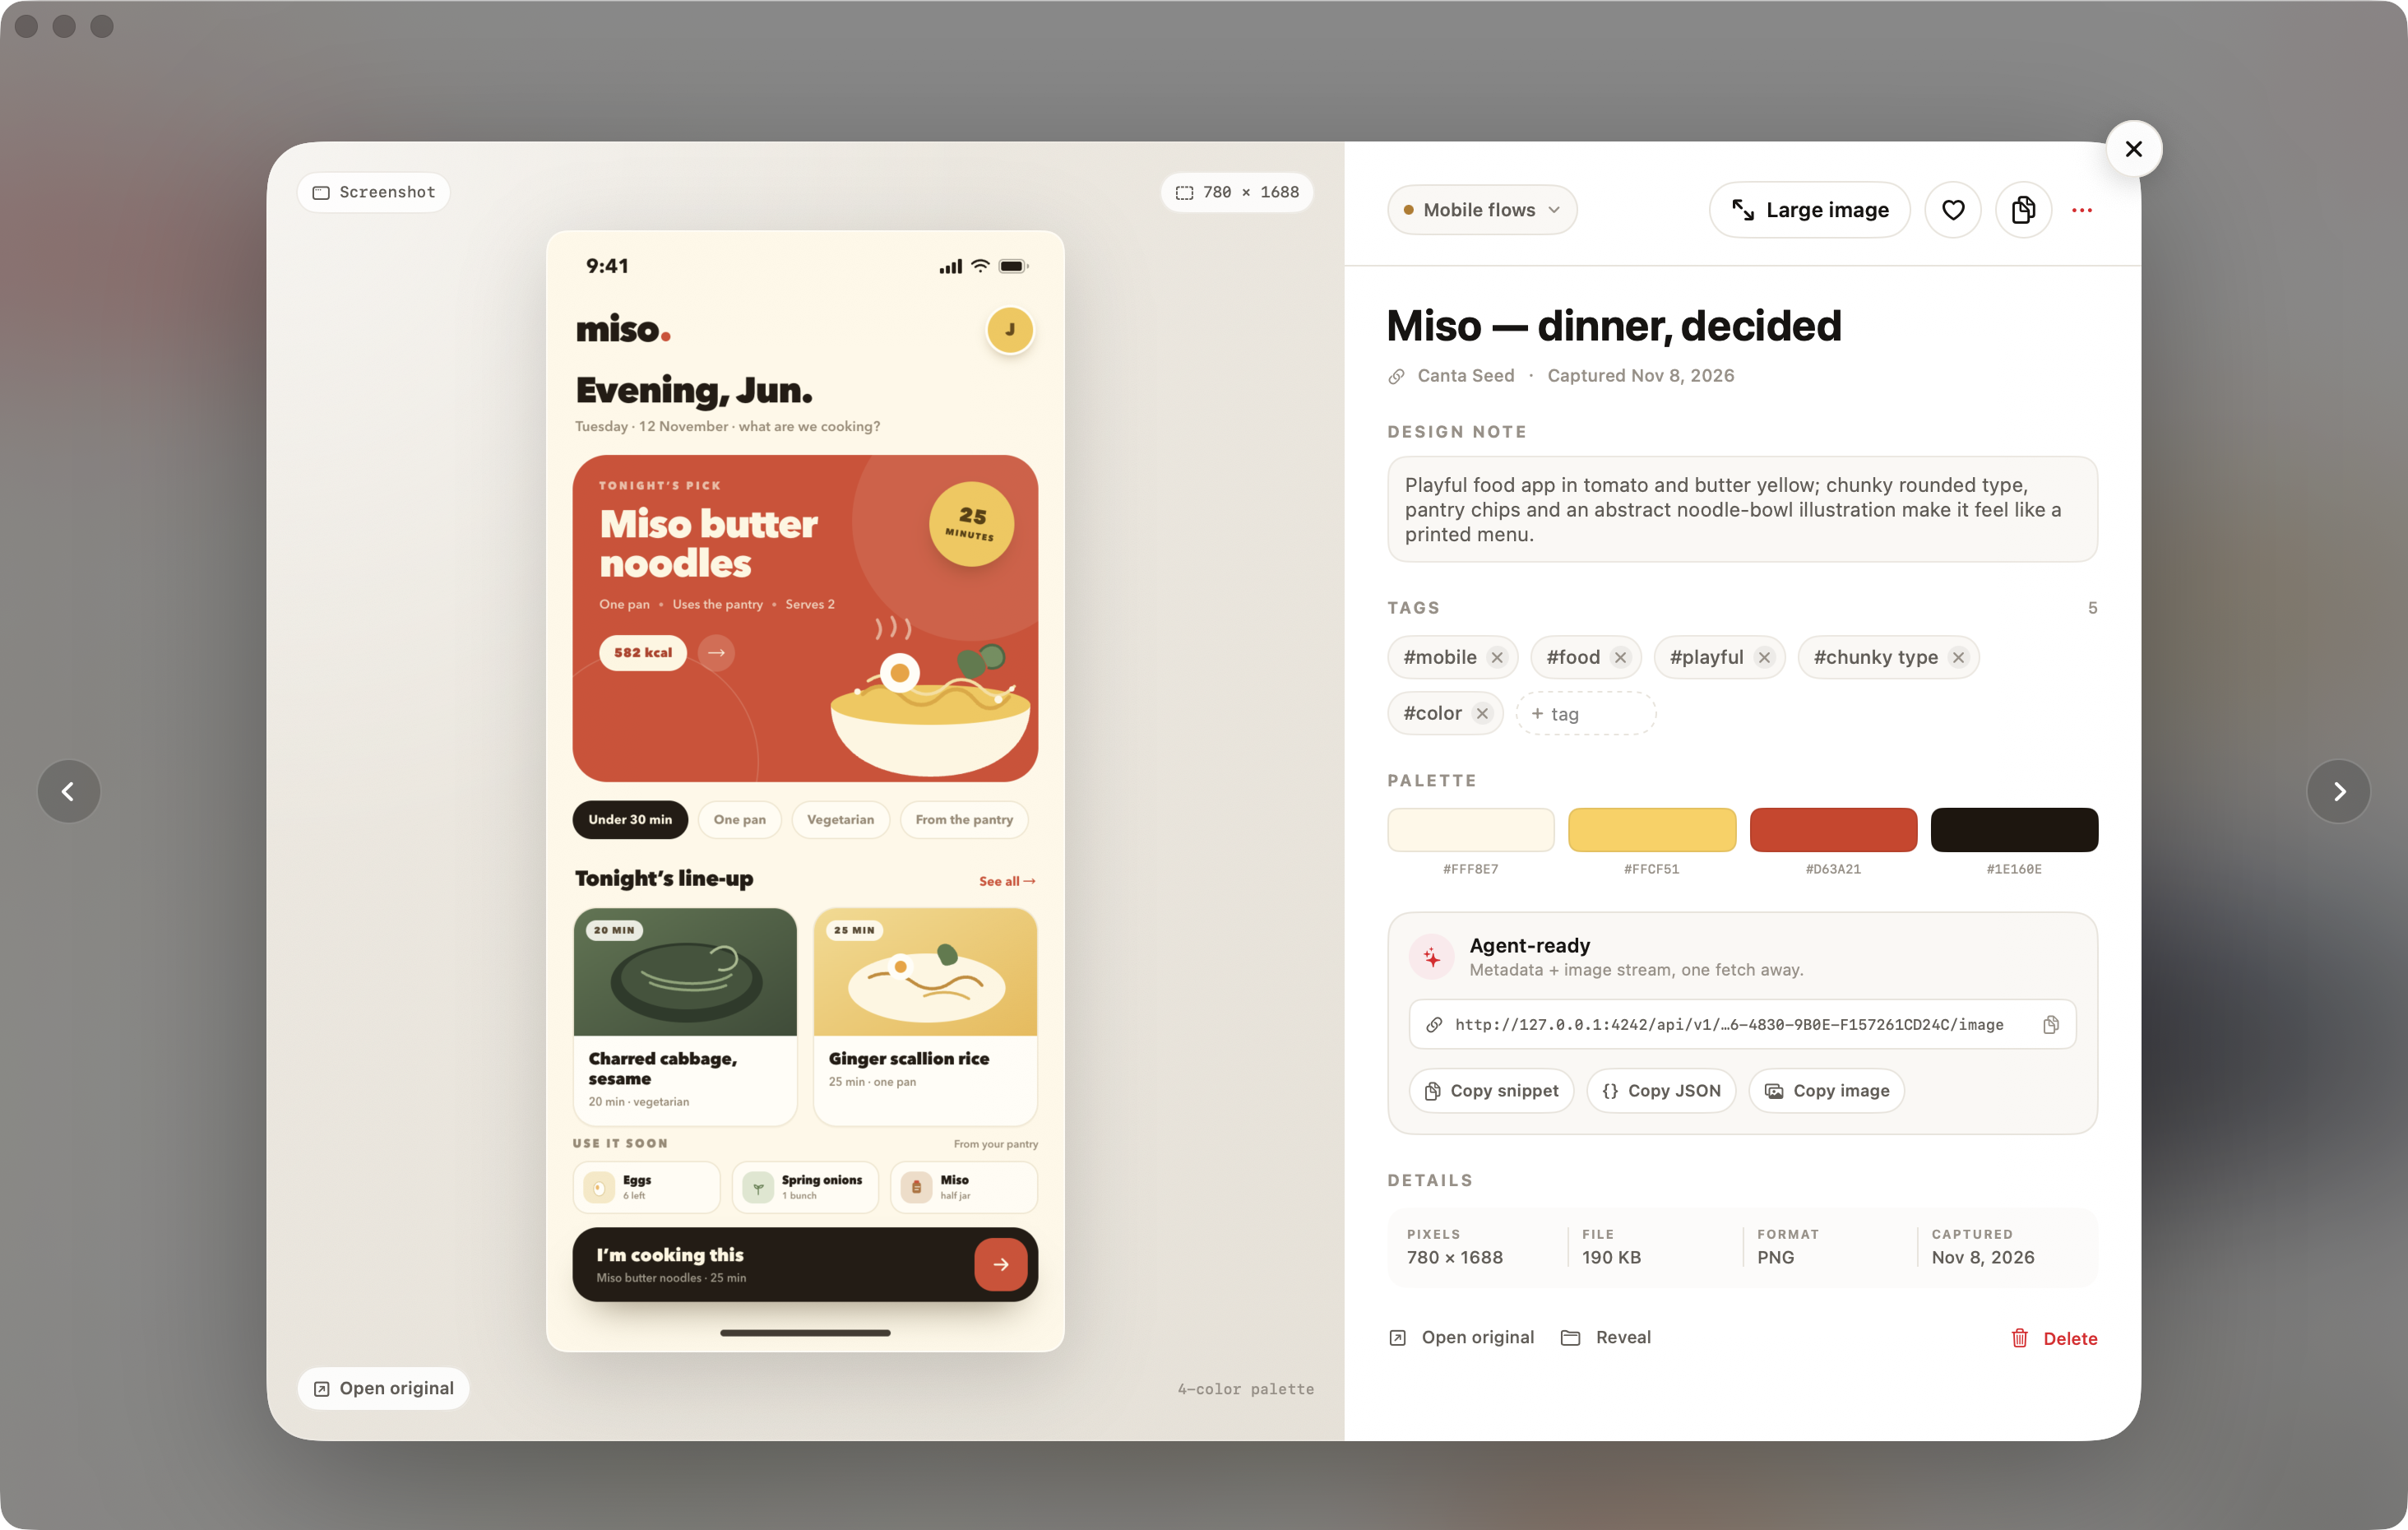 Screenshot
780 × 1688
9:41
miso.
J
Evening, Jun.
Tuesday · 12 November · what are we cooking?
TONIGHT'S PICK
25
MINUTES
Miso butter
noodles
One pan • Uses the pantry • Serves 2
582 kcal →
Under 30 min
One pan
Vegetarian
From the pantry
Tonight's line-up
See all →
20 MIN
25 MIN
Charred cabbage,
sesame
20 min · vegetarian
Ginger scallion rice
25 min · one pan
USE IT SOON
From your pantry
Eggs
6 left
Spring onions
1 bunch
Miso
half jar
I'm cooking this
Miso butter noodles · 25 min
Open original
4-color palette
Mobile flows
Large image
Miso — dinner, decided
Canta Seed · Captured Nov 8, 2026
DESIGN NOTE
Playful food app in tomato and butter yellow; chunky rounded type,
pantry chips and an abstract noodle-bowl illustration make it feel like a
printed menu.
TAGS
5
#mobile
#food
#playful
#chunky type
#color
+ tag
PALETTE
#FFF8E7
#FFCF51
#D63A21
#1E160E
Agent-ready
Metadata + image stream, one fetch away.
http://127.0.0.1:4242/api/v1/…6-4830-9B0E-F157261CD24C/image
Copy snippet
{} Copy JSON
Copy image
DETAILS
PIXELS
780 × 1688
FILE
190 KB
FORMAT
PNG
CAPTURED
Nov 8, 2026
Open original
Reveal
Delete